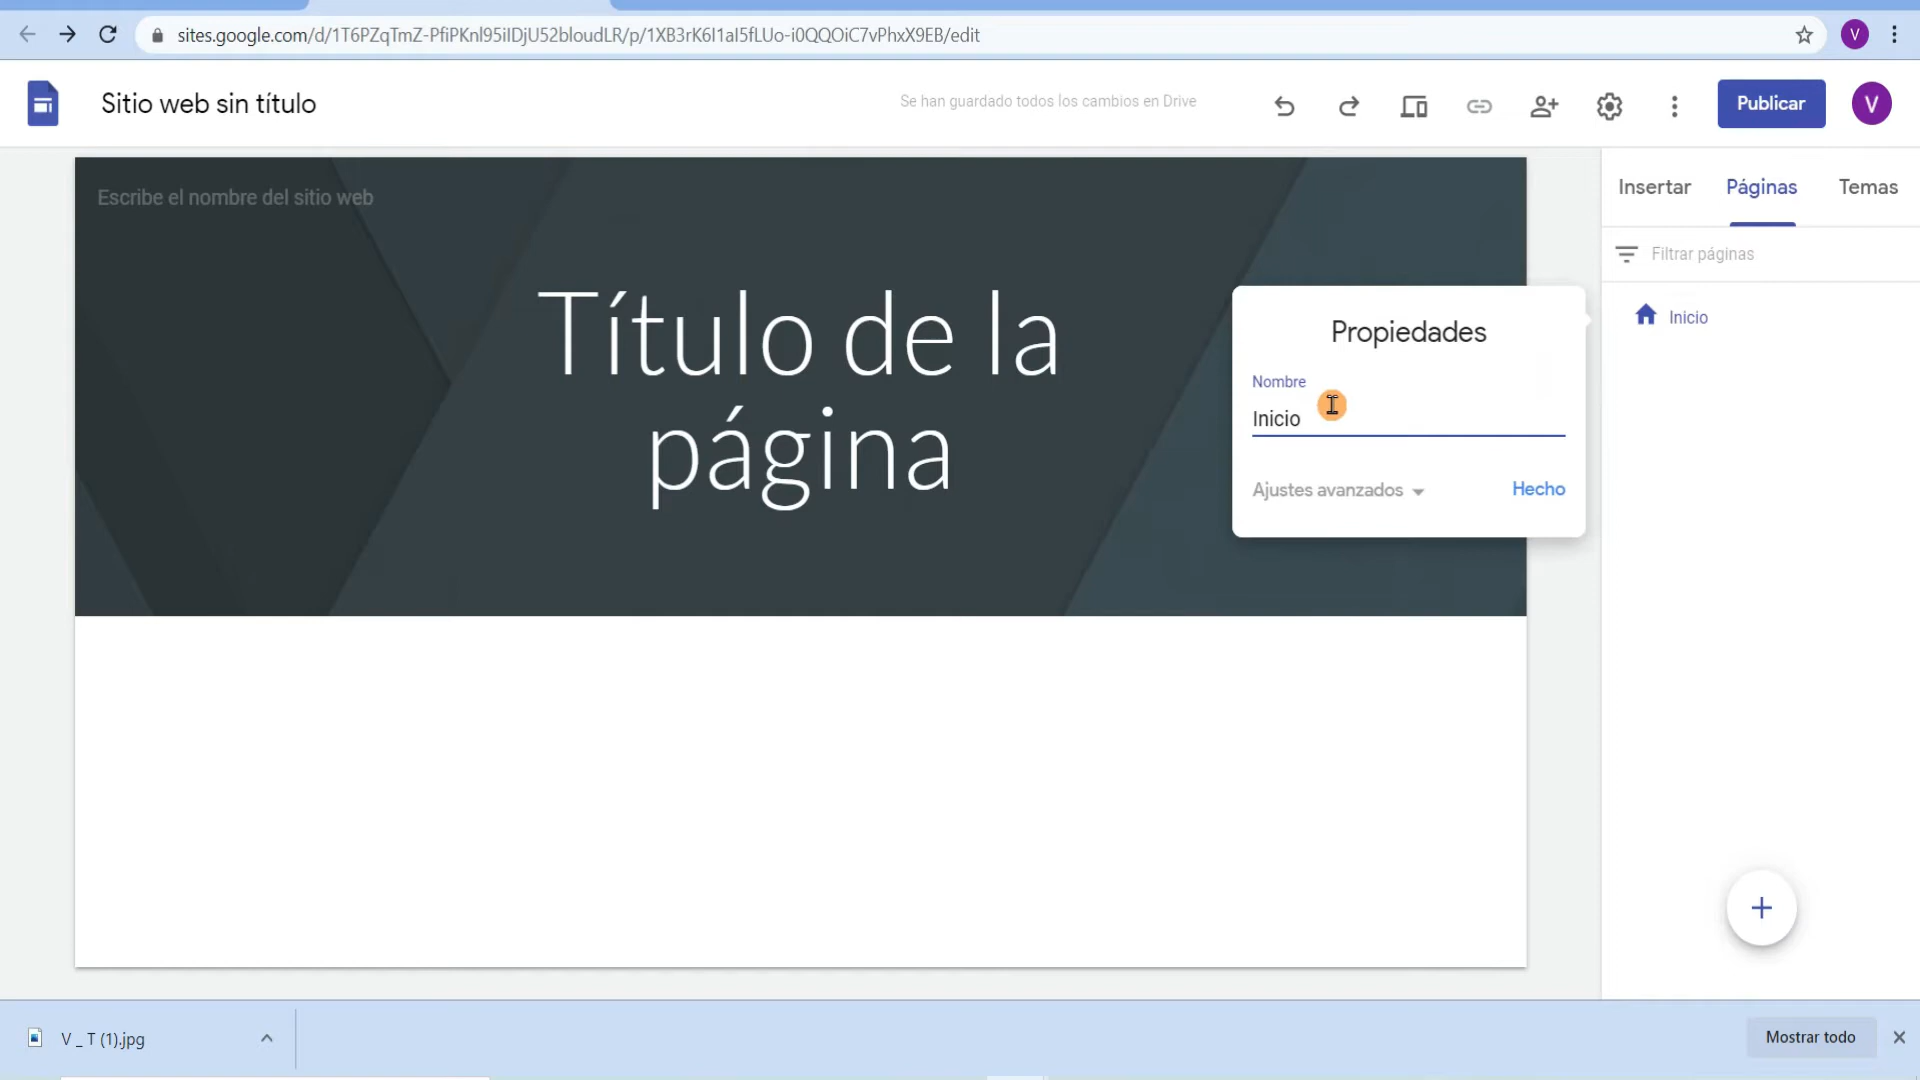 sites.google.com/d/1T6PZqTmZ-PfiPKnl95iIDjU52bloudLR/p/1XB3rK6I1aI5fLUo-i0QQOiC7vPhxX9EB/edit
V
Sitio web sin título
Se han guardado todos los cambios en Drive
Publicar
V
Escribe el nombre del sitio web
Insertar
Páginas
Temas
Filtrar páginas
Inicio
Título de la
página
Propiedades
Nombre
Inicio
Ajustes avanzados
Hecho
V _ T (1).jpg
Mostrar todo